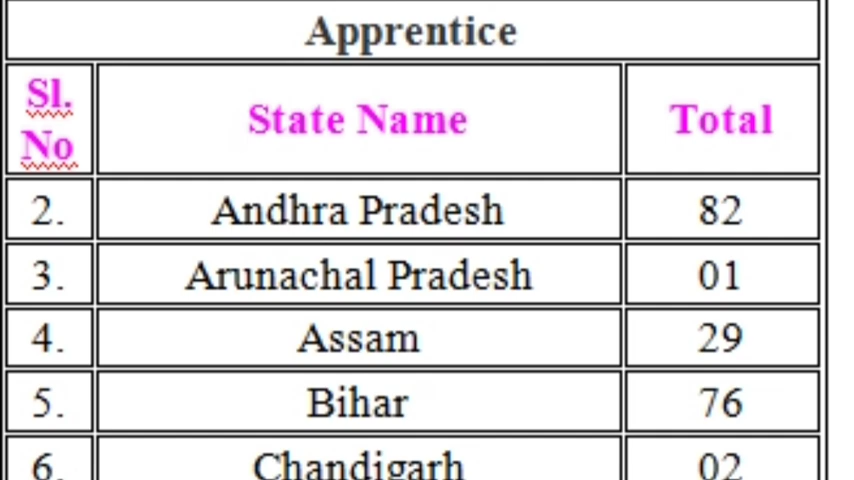 Apprentice
Sl. No State Name Total
2. Andhra Pradesh 82
3. Arunachal Pradesh 01
4. Assam 29
5. Bihar 76
6. Chandigarh 02